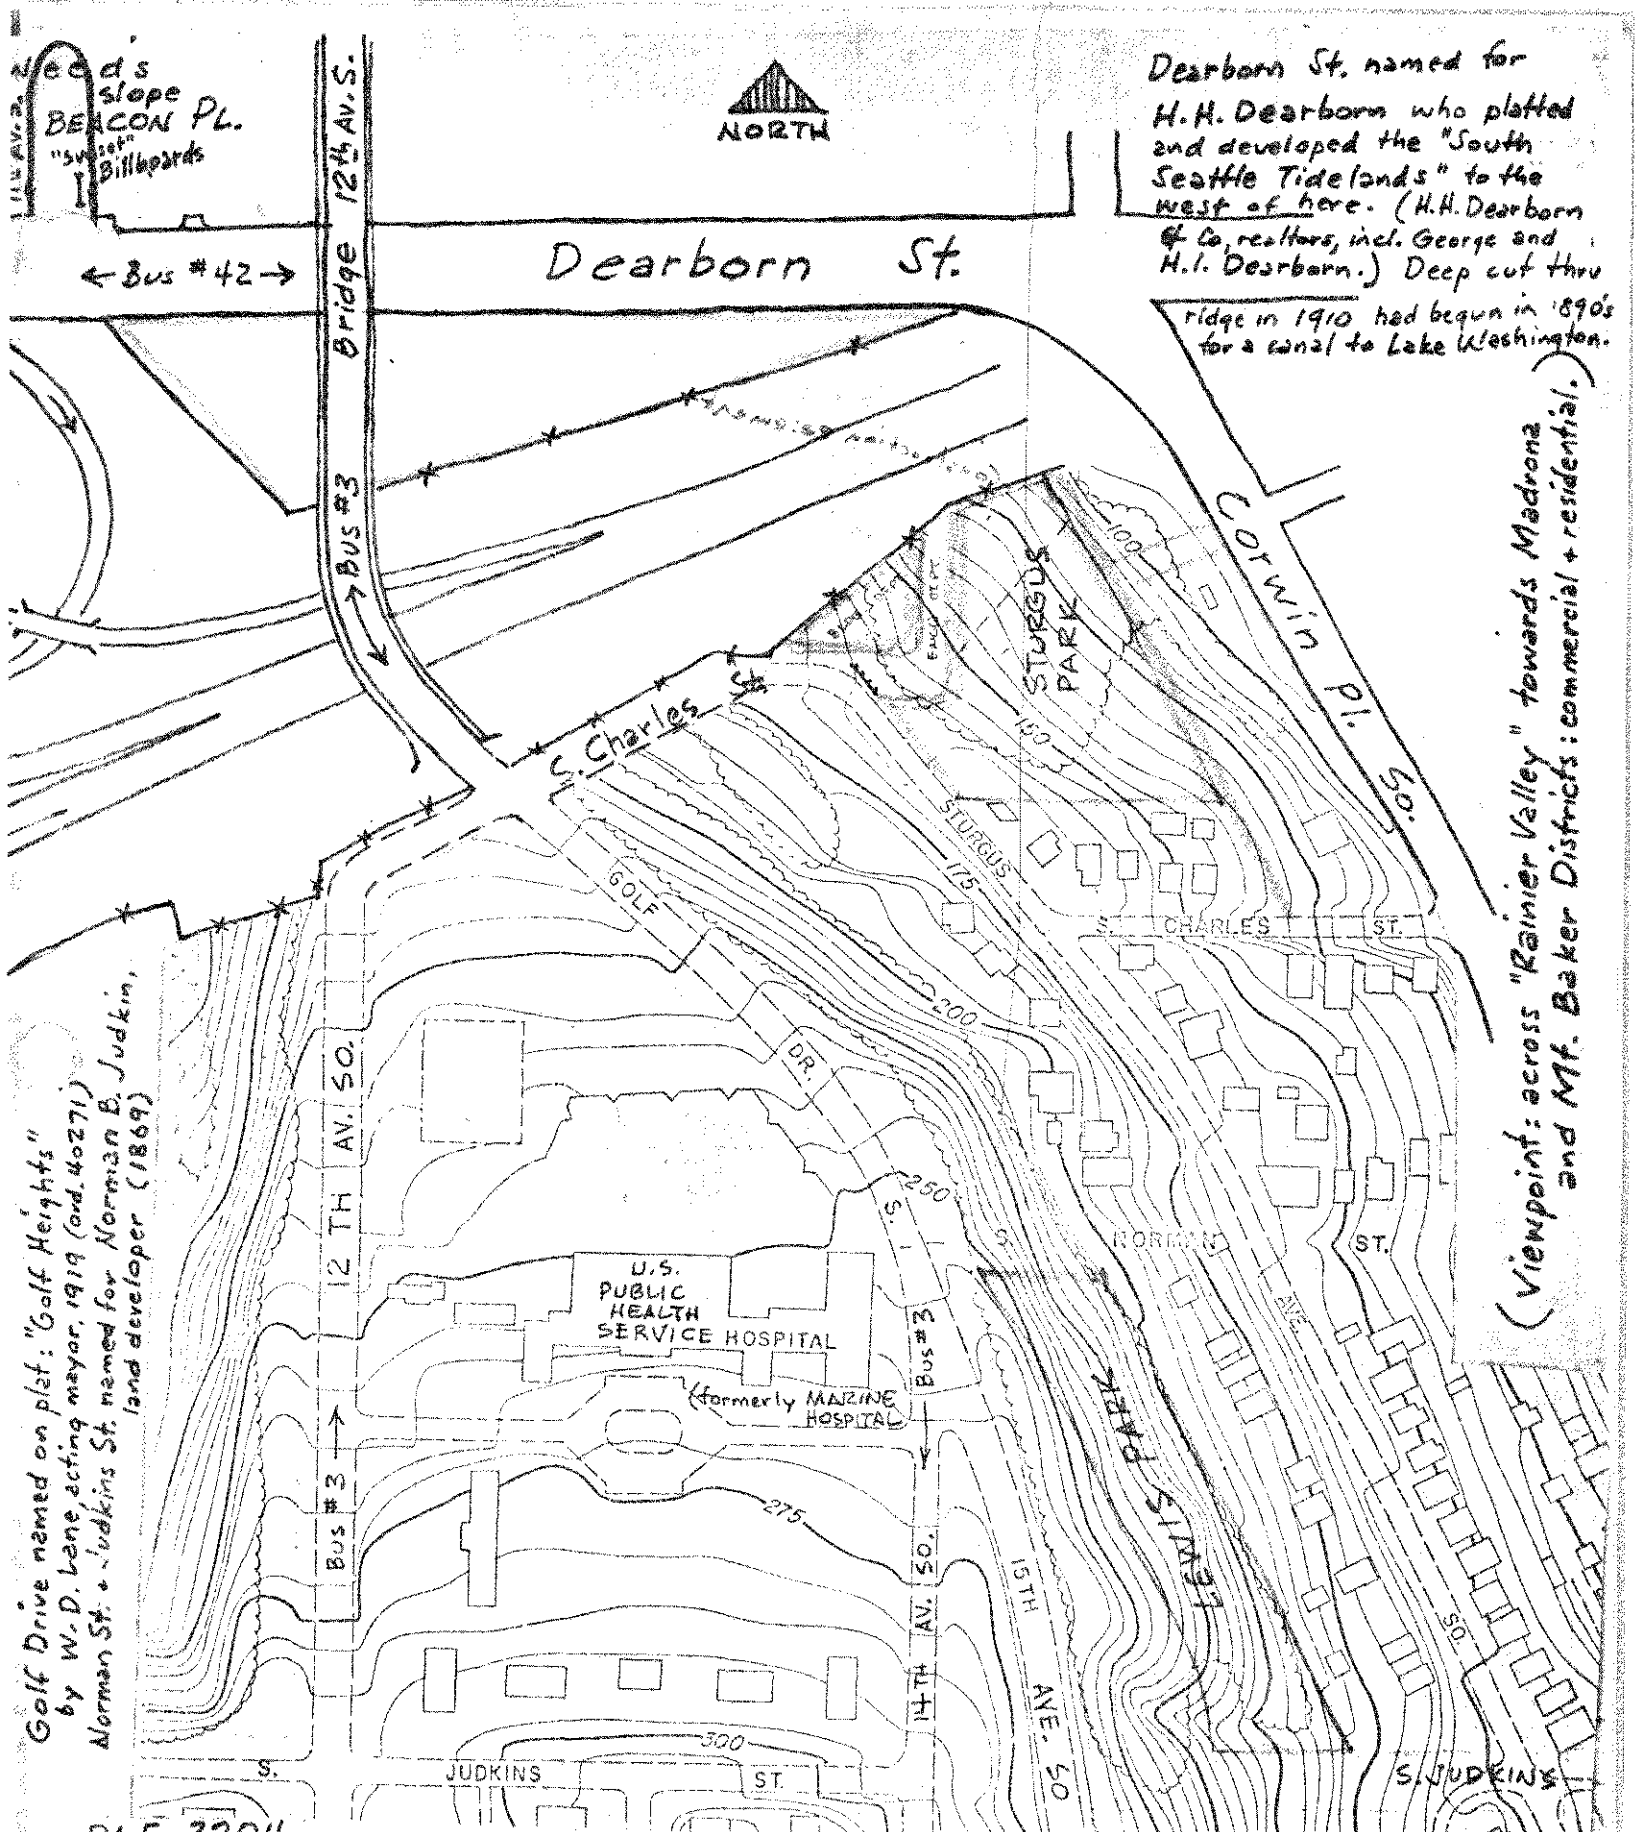 Needs
slope
BEACON PL.
Billboards
11th AV. S.
12th AV. S.
Bridge
NORTH
Dearborn St. named for
H.H. Dearborn who platted
and developed the "South
Seattle Tidelands" to the
west of here. (H.H. Dearborn
& Co, realtors, incl. George and
H.I. Dearborn.) Deep cut thru
ridge in 1910 had begun in 1890's
for a canal to Lake Washington.
← Bus #42 →
Dearborn St.
Bus #3
Corwin Pl. So.
STURGUS
PARK
100
150
S. Charles St.
STURGUS
175
GOLF
DR.
S.
S. CHARLES ST.
200
(Viewpoint: across "Rainier Valley" towards Madrona
and Mt. Baker Districts: commercial + residential.)
12 TH AV. SO.
250
S. NORMAN ST.
AVE.
SO.
U.S.
PUBLIC
HEALTH
SERVICE HOSPITAL
(formerly MARINE
HOSPITAL
Bus #3
Bus #3
275
LEWIS PARK
14 TH AV. SO.
15TH AVE. SO
Golf Drive named on plat: "Golf Heights"
by W. D. Lane, acting mayor, 1919 (ord. 40271)
Norman St. + Judkins St. named for Norman B. Judkin,
land developer (1869)
300
S. JUDKINS ST.
S. JUDKINS